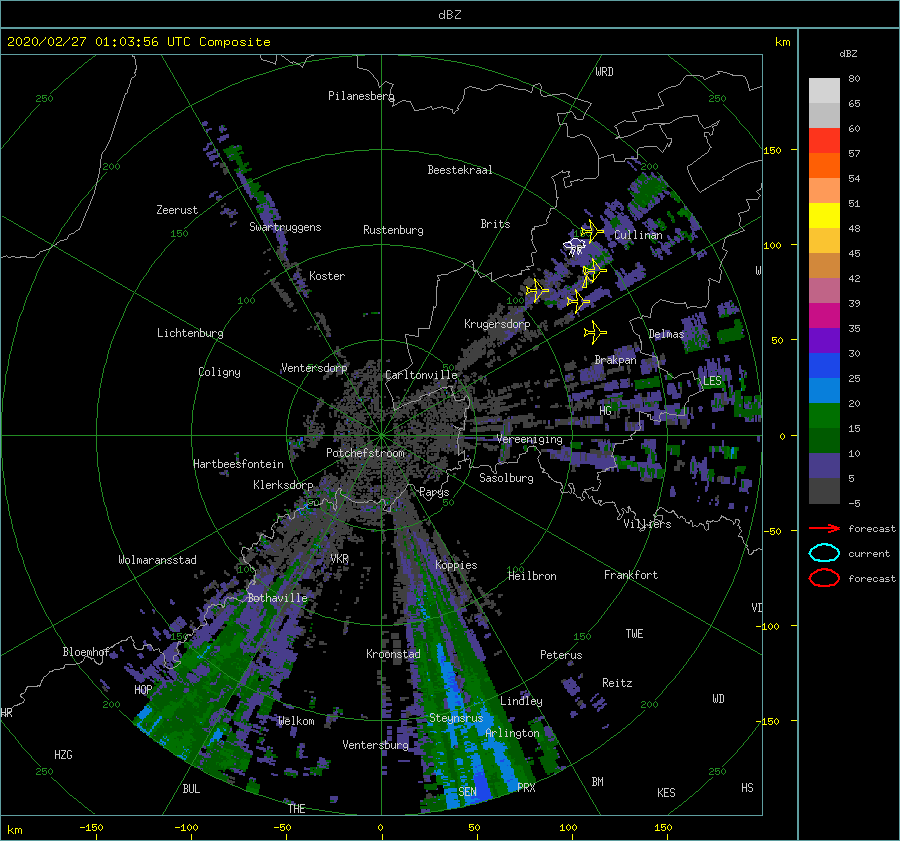 dBZ
2020/02/27 01:03:56 UTC Composite
km
dBZ
WRD
80
250
Pilanesberg
250
65
60
150
57
200
Beestekraal
200
54
Zeerust
51
Brits
Swartruggens
Rustenburg
150
150
Cullinan
48
100
45
W
Koster
42
100
100
39
Krugersdorp
35
Lichtenburg
Delmas
50
30
Brakpan
Coligny
Ventersdorp
Carltonville
50
25
LES
20
HG
15
Vereeniging
0
Potchefstroom
10
Hartbeesfontein
5
Sasolburg
Klerksdorp
Parys
-5
50
50
Villiers
forecast
-50
current
Wolmaransstad
VKR
Koppies
100
100
Heilbron
Frankfort
forecast
Bothaville
VI
-100
150
150
TWE
Bloemhof
Kroonstad
Peterus
HOP
Reitz
WD
200
Lindley
200
HR
Welkom
Steynsrus
-150
Arlington
Ventersburg
HZG
250
250
BUL
SEN
PRX
BM
KES
HS
THE
km
-150
-100
-50
0
50
100
150